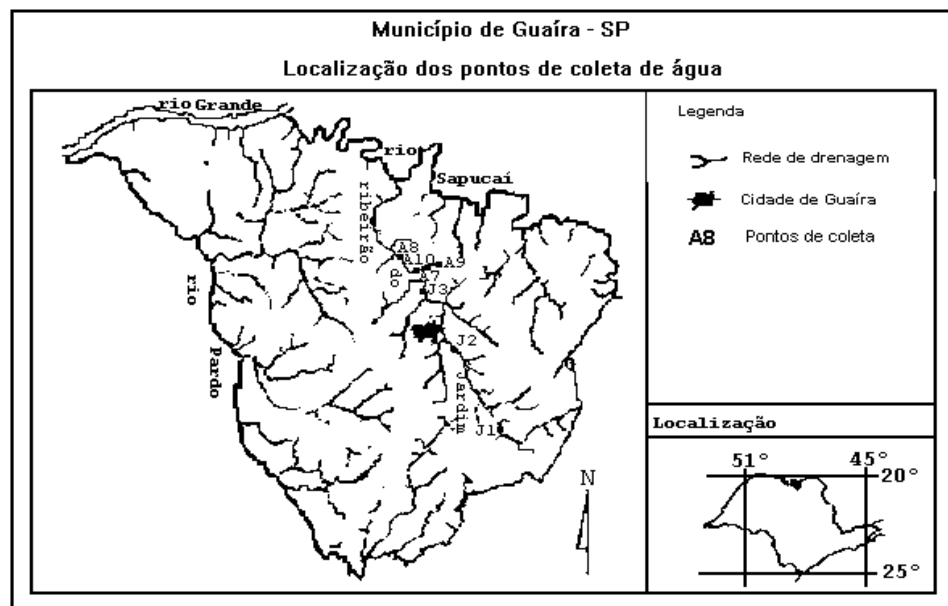 Município de Guaíra - SP
Localização dos pontos de coleta de água
rio Grande
rio
Sapucaí
ribeirão
do
Jardim
A8
A10
A9
A7
J3
J2
J1
rio
Pardo
N
Legenda
Rede de drenagem
Cidade de Guaíra
A8 Pontos de coleta
Localização
51° 45°
20°
25°